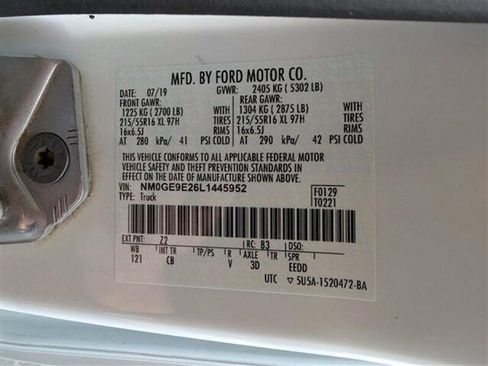 MFD. BY FORD MOTOR CO.
DATE: 07/19 GVWR: 2405 KG ( 5302 LB)
FRONT GAWR: REAR GAWR:
1225 KG ( 2700 LB) WITH 1304 KG ( 2875 LB) WITH
215/55R16 XL 97H TIRES 215/55R16 XL 97H TIRES
16x6.5J RIMS 16x6.5J RIMS
AT 280 kPa/ 41 PSI COLD AT 290 kPa/ 42 PSI COLD
THIS VEHICLE CONFORMS TO ALL APPLICABLE FEDERAL MOTOR
VEHICLE SAFETY AND THEFT PREVENTION STANDARDS IN
EFFECT ON THE DATE OF MANUFACTURE SHOWN ABOVE.
VIN: NM0GE9E26L1445952 F0129
TYPE: Truck T0221
EXT PNT: Z2 RC: 83 DSO:
WB INT TR TP/PS R AXLE TR SPR
121 CB V 3D EEDD
UTC 5U5A-1520472-BA